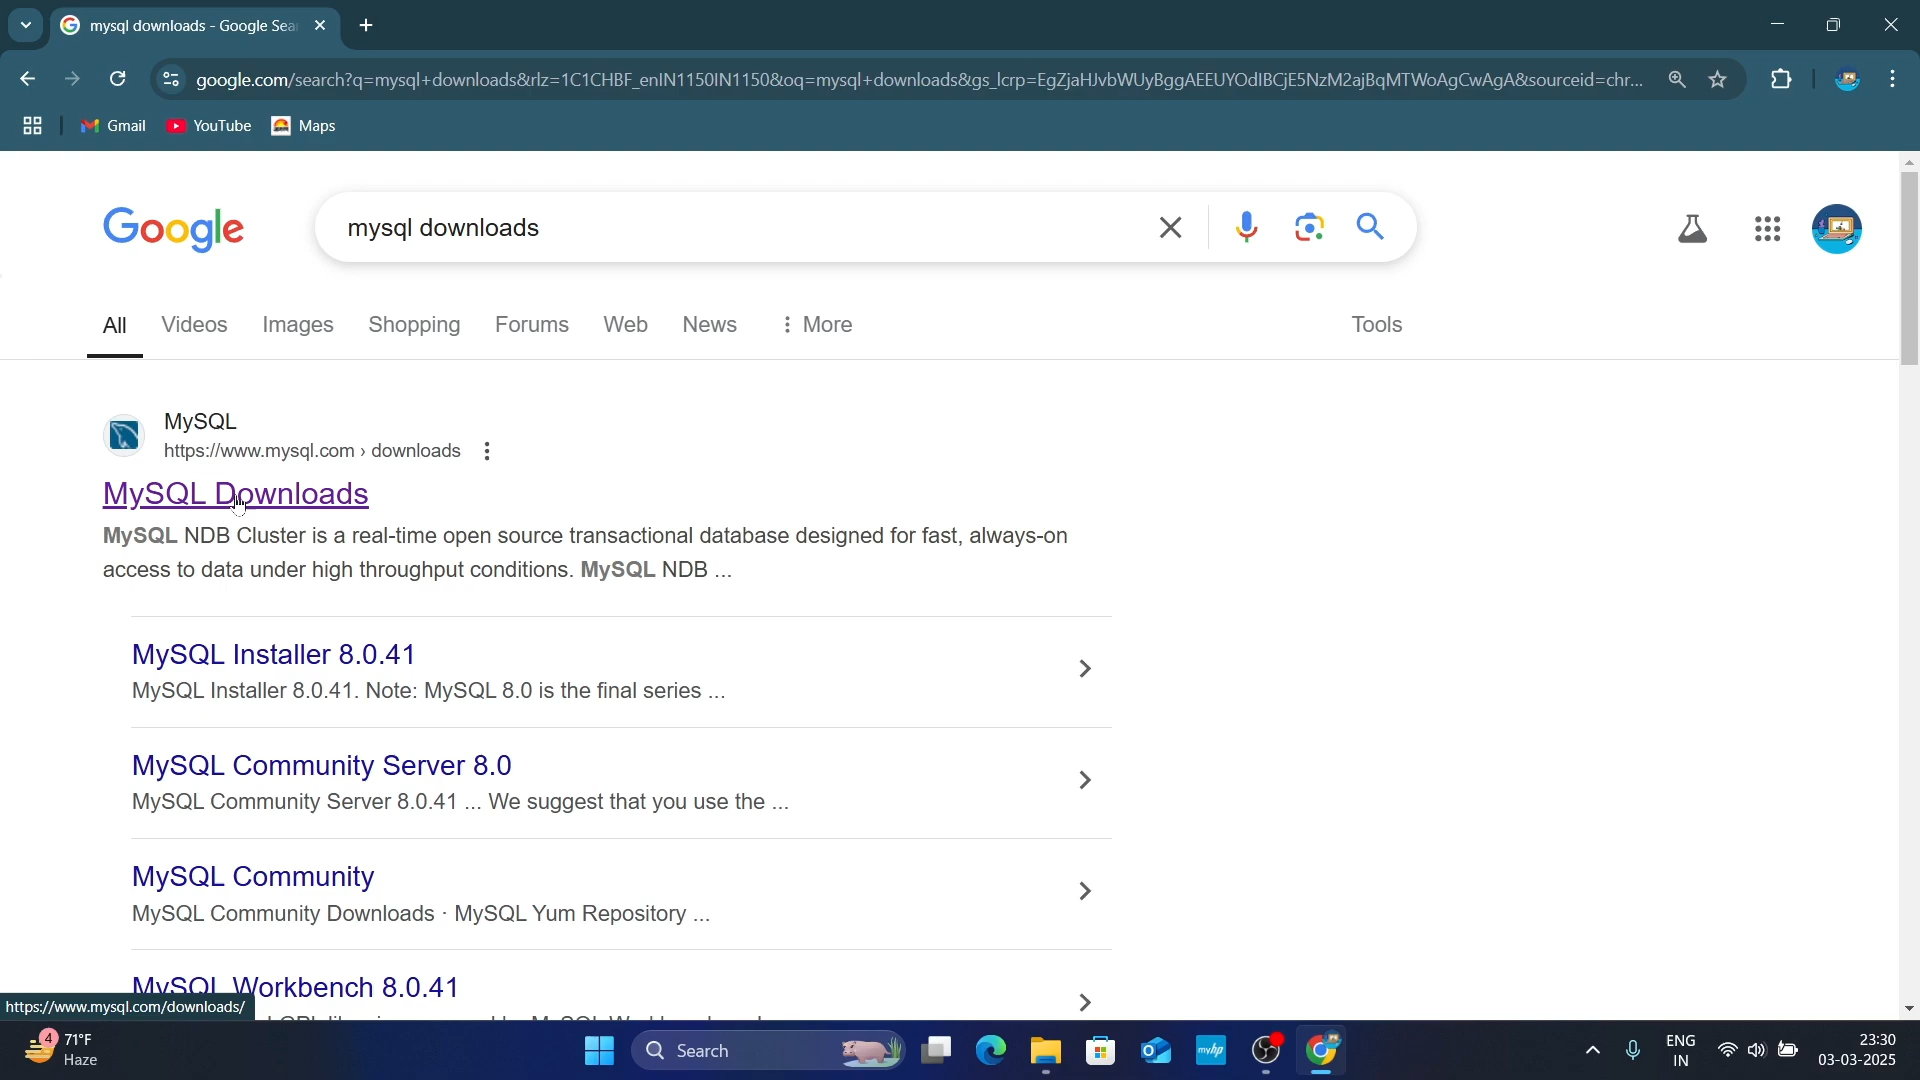 mysql downloads - Google Sea
google.com/search?q=mysql+downloads&rlz=1C1CHBF_enIN1150IN1150&oq=mysql+downloads&gs_lcrp=EgZjaHJvbWUyBggAEEUYOdIBCjE5NzM2ajBqMTWoAgCwAgA&sourceid=chr...
Gmail YouTube Maps
Google mysql downloads
All Videos Images Shopping Forums Web News More Tools
MySQL
https://www.mysql.com › downloads
MySQL Downloads
MySQL NDB Cluster is a real-time open source transactional database designed for fast, always-on
access to data under high throughput conditions. MySQL NDB ...
MySQL Installer 8.0.41
MySQL Installer 8.0.41. Note: MySQL 8.0 is the final series ...
MySQL Community Server 8.0
MySQL Community Server 8.0.41 ... We suggest that you use the ...
MySQL Community
MySQL Community Downloads · MySQL Yum Repository ...
MySQL Workbench 8.0.41
https://www.mysql.com/downloads/
4 71°F
Haze
Search
myhp
ENG
IN
23:30
03-03-2025